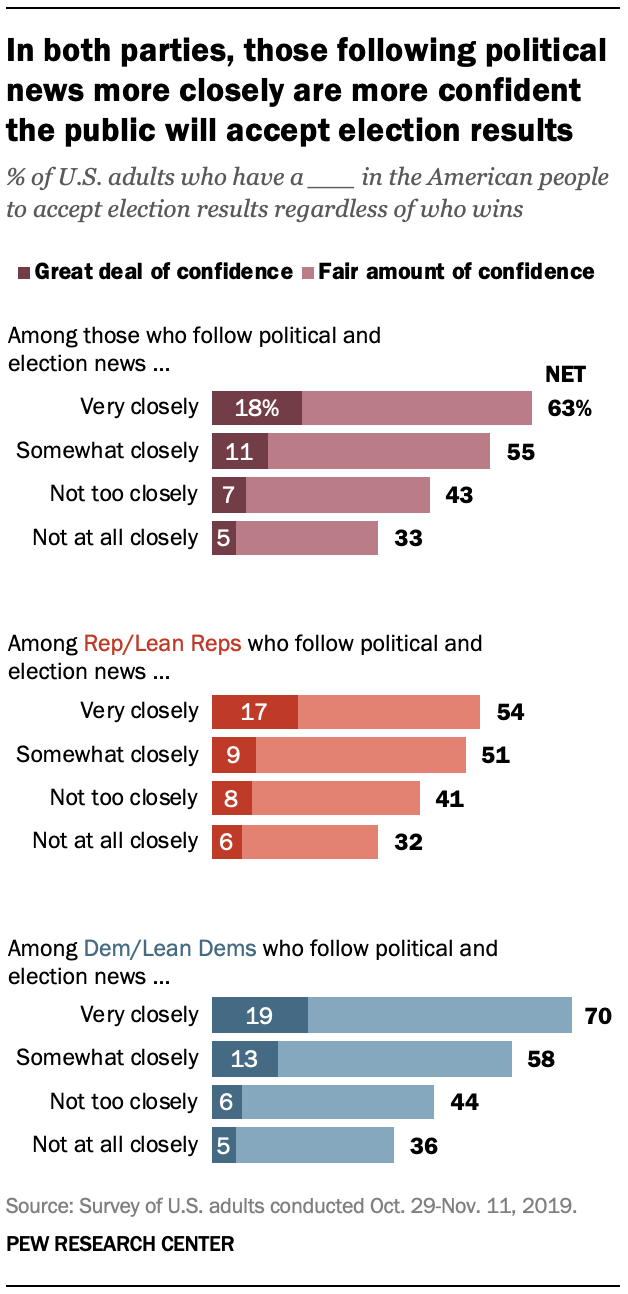 In both parties, those following political
news more closely are more confident
the public will accept election results
% of U.S. adults who have a ___ in the American people
to accept election results regardless of who wins
Great deal of confidence Fair amount of confidence
Among those who follow political and
election news ...
NET
Very closely 18% 63%
Somewhat closely 11 55
Not too closely 7 43
Not at all closely 5 33
Among Rep/Lean Reps who follow political and
election news ...
Very closely 17 54
Somewhat closely 9 51
Not too closely 8 41
Not at all closely 6 32
Among Dem/Lean Dems who follow political and
election news ...
Very closely 19 70
Somewhat closely 13 58
Not too closely 6 44
Not at all closely 5 36
Source: Survey of U.S. adults conducted Oct. 29-Nov. 11, 2019.
PEW RESEARCH CENTER